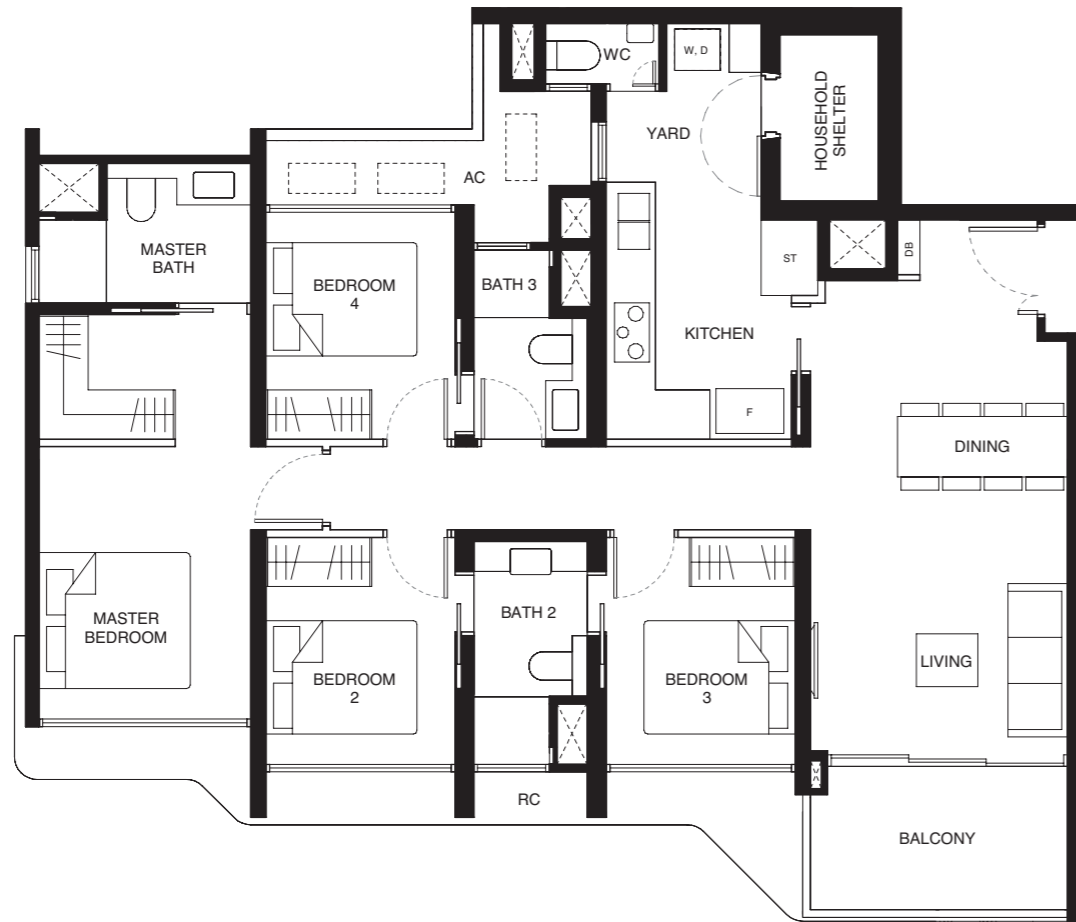 WC
W, D
HOUSEHOLD
SHELTER
YARD
AC
MASTER
BATH
BEDROOM
4
BATH 3
ST
DB
KITCHEN
F
DINING
MASTER
BEDROOM
BEDROOM
2
BATH 2
BEDROOM
3
LIVING
RC
BALCONY